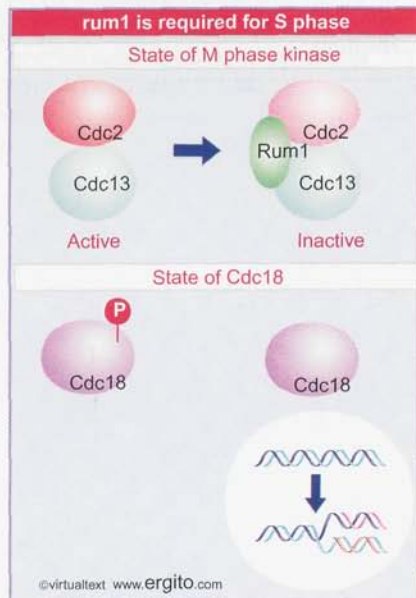 rum1 is required for S phase
State of M phase kinase
Cdc2
Cdc13
Active
Cdc2
Rum1
Cdc13
Inactive
State of Cdc18
P
Cdc18
Cdc18
©virtualtext www.ergito.com